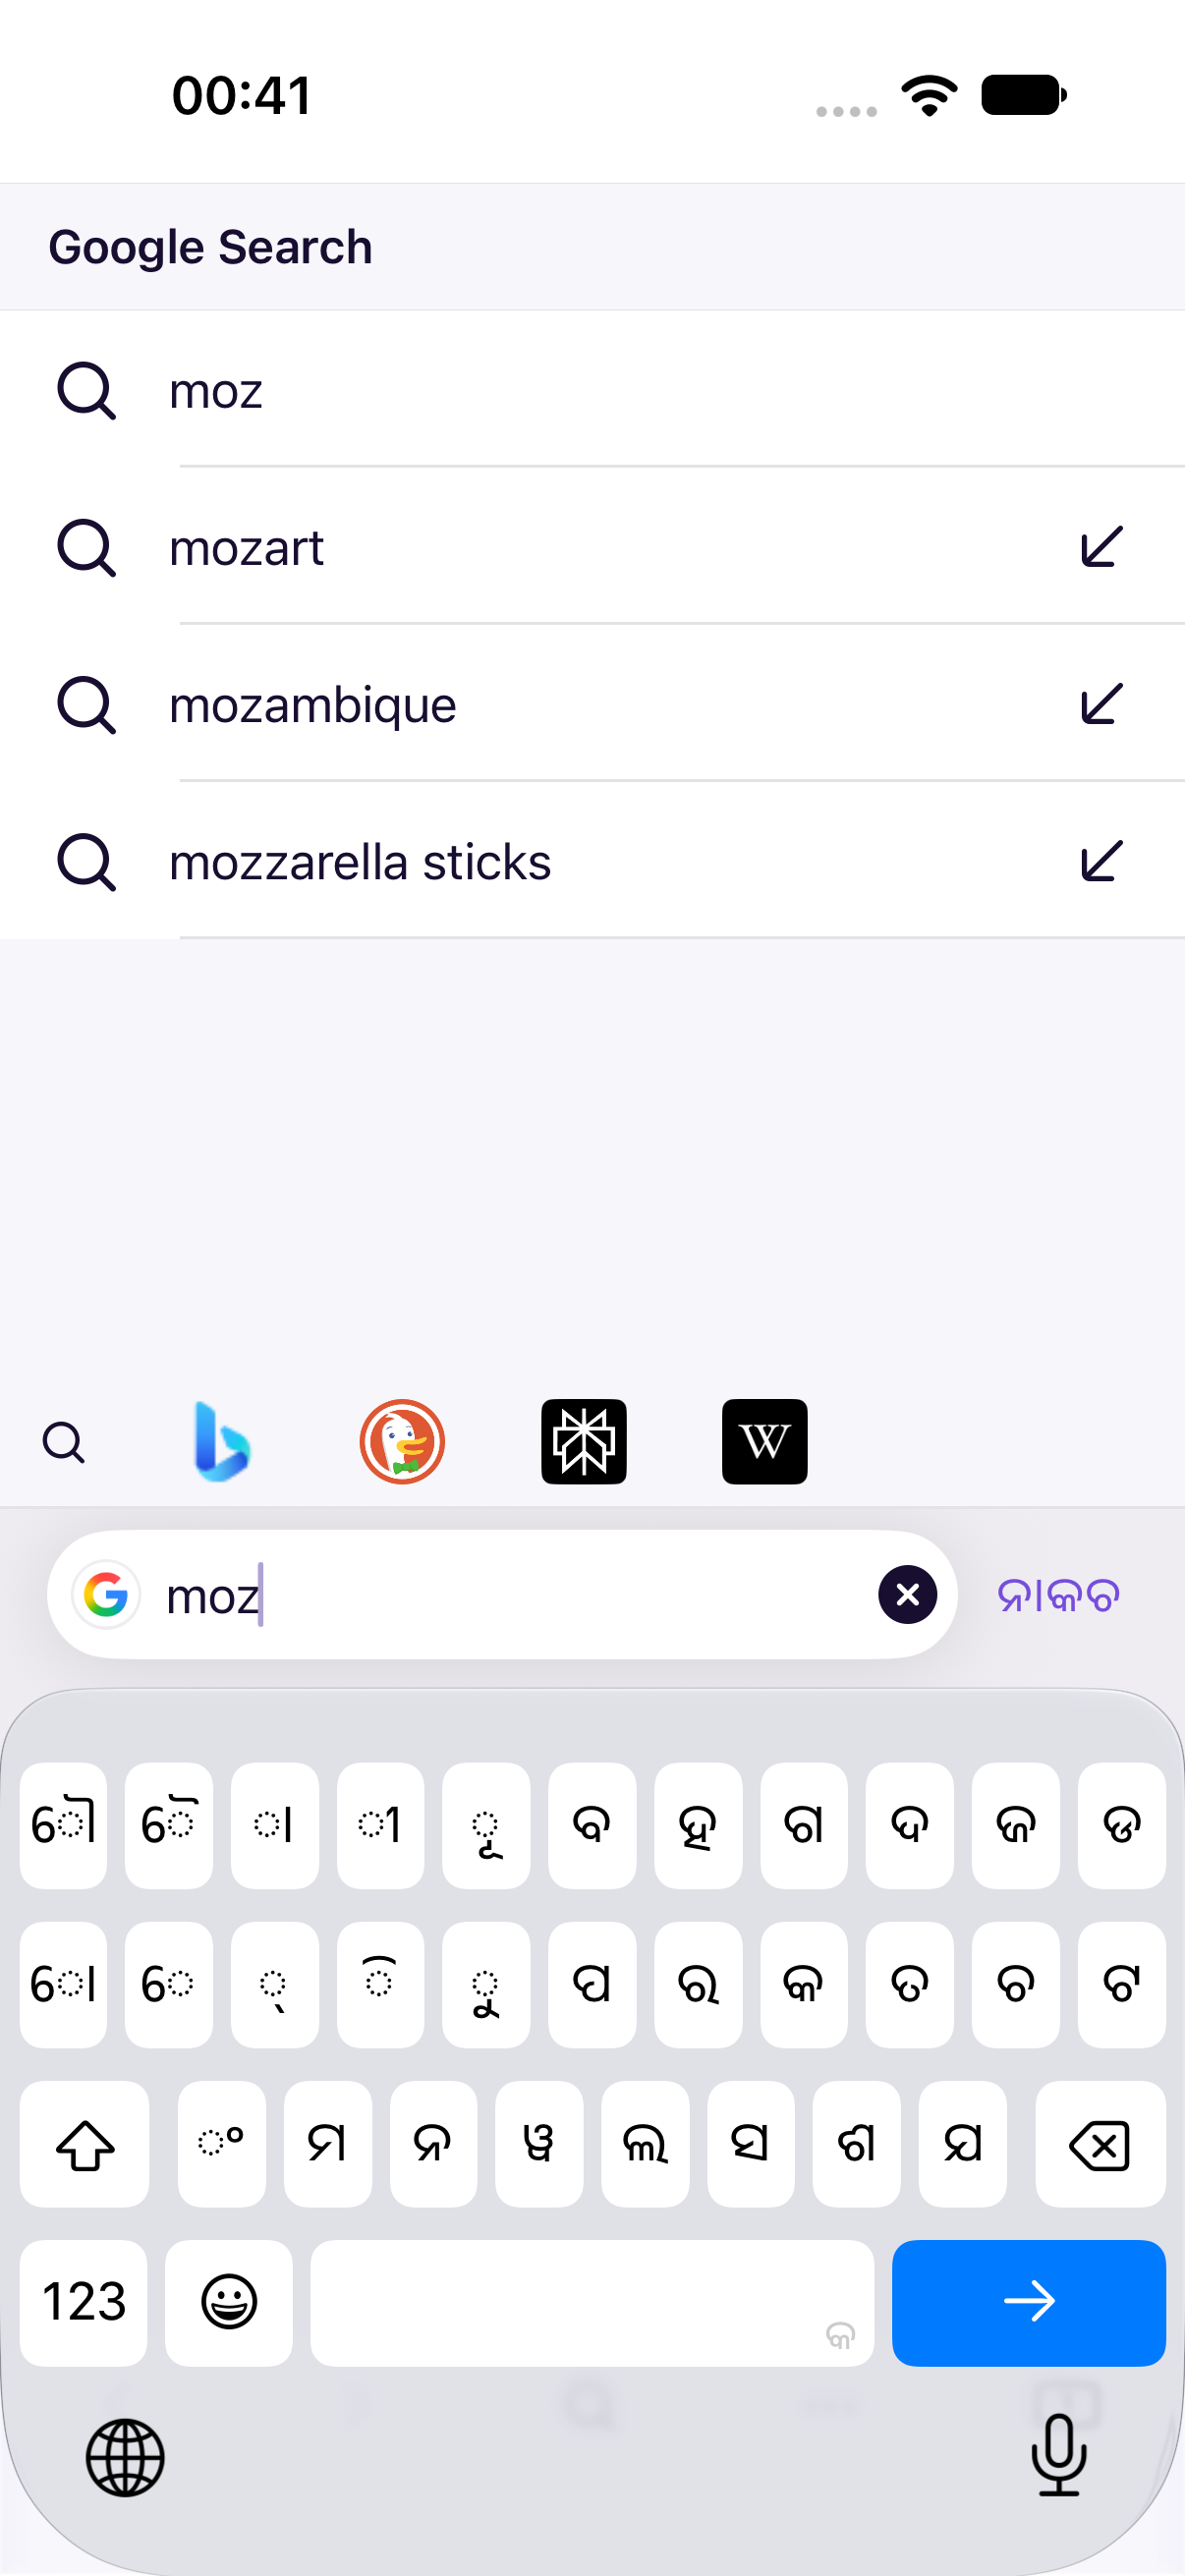 00:41
Google Search
moz
mozart
mozambique
mozzarella sticks
W
moz
ନାକଚ
ୌ ୈ ା ୀ ୂ ବ ହ ଗ ଦ ଜ ଡ
ୋ େ ୍ ି ୁ ପ ର କ ତ ଚ ଟ
ଂ ମ ନ ୱ ଲ ସ ଶ ଯ
123
କ